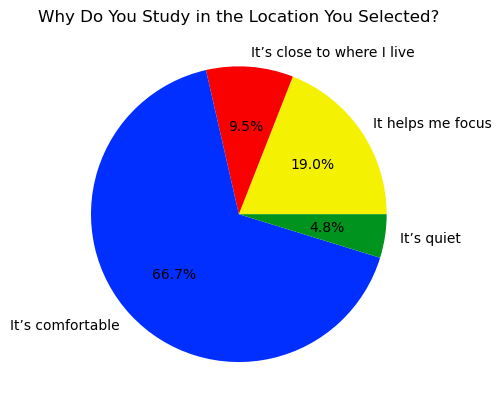 Why Do You Study in the Location You Selected?
It’s close to where I live
9.5%
It helps me focus
19.0%
4.8%
It’s quiet
66.7%
It’s comfortable